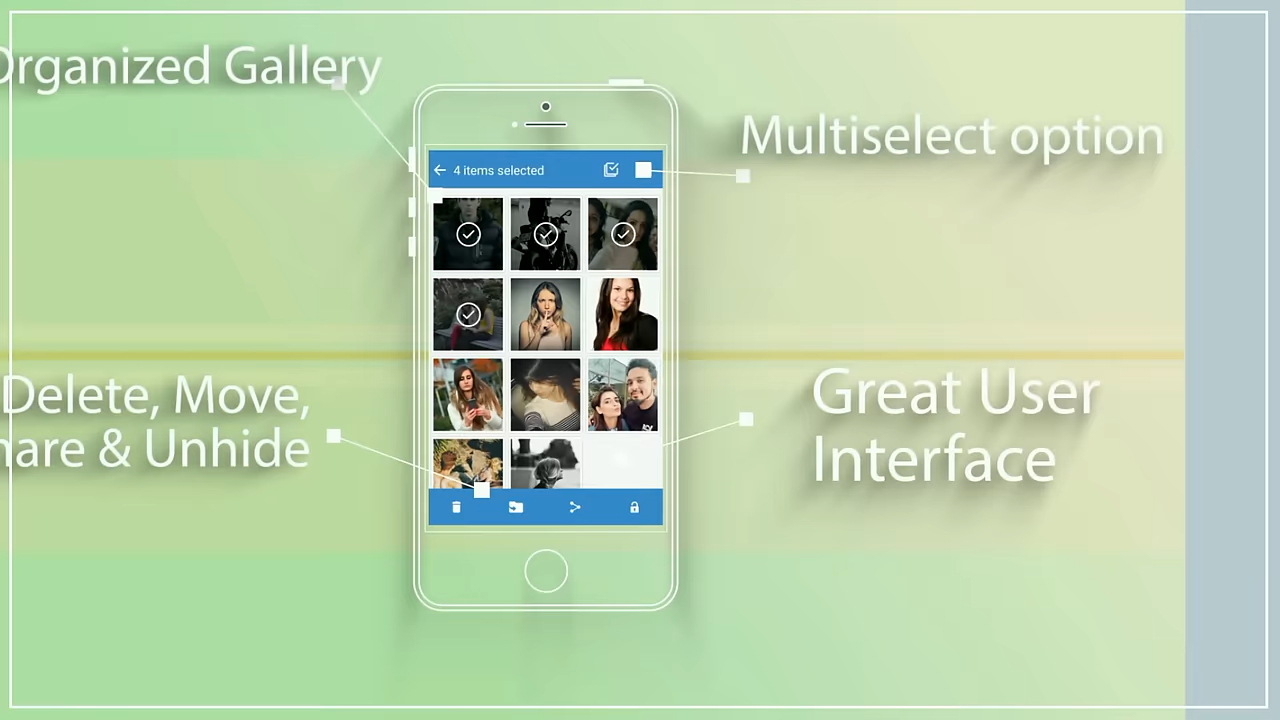 Organized Gallery
Multiselect option
4 items selected
Delete, Move,
hare & Unhide
Great User
Interface